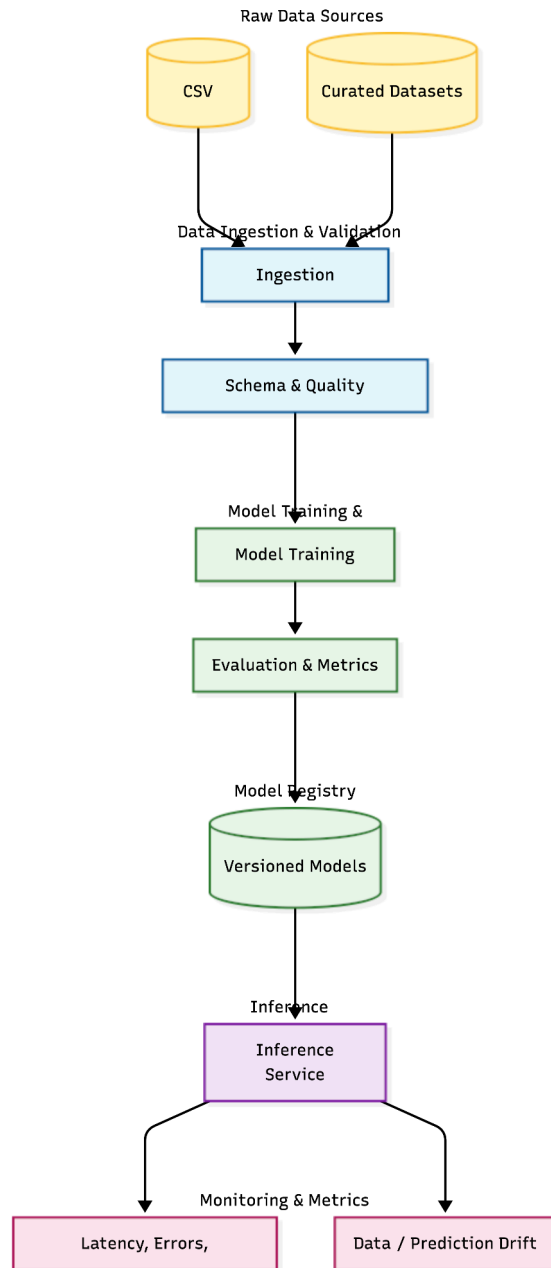 Raw Data Sources
CSV
Curated Datasets
Data Ingestion & Validation
Ingestion
Schema & Quality
Model Training &
Model Training
Evaluation & Metrics
Model Registry
Versioned Models
Inference
Inference
Service
Monitoring & Metrics
Latency, Errors,
Data / Prediction Drift